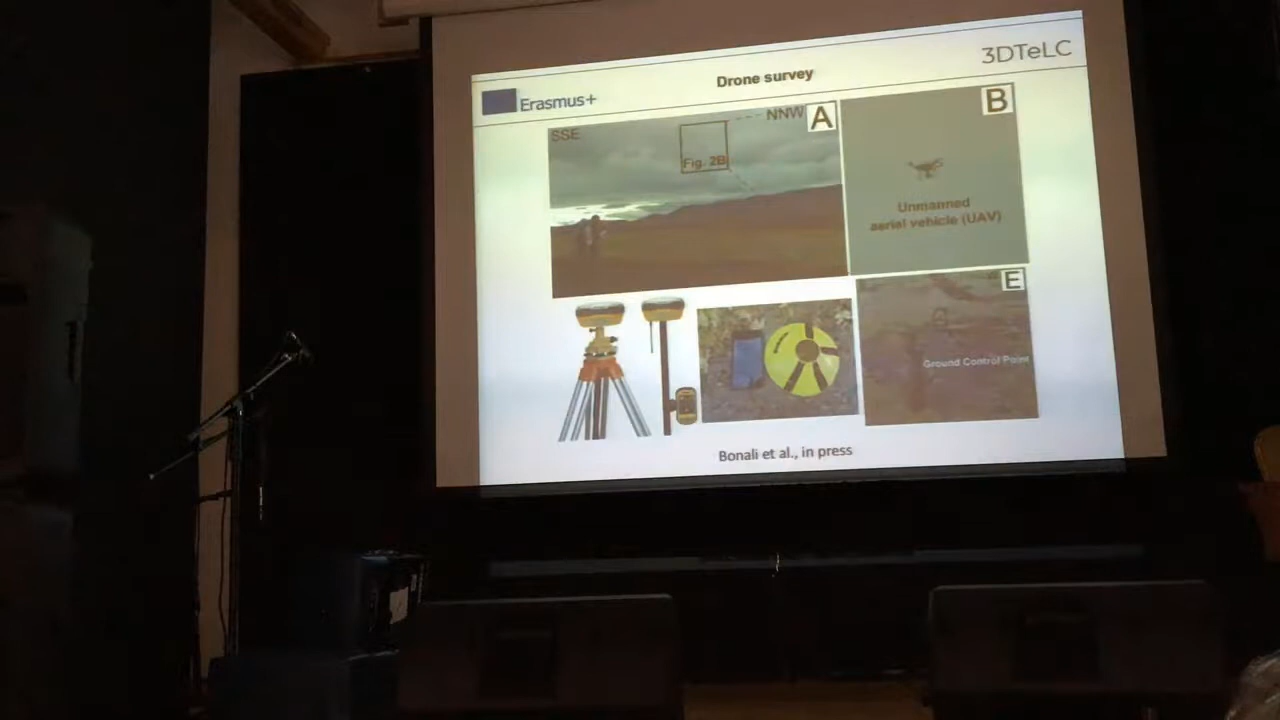 Drone survey
3DTeLC
Erasmus+
SSE
NNW
A
Fig. 2B
B
Unmanned
aerial vehicle (UAV)
E
Ground Control Point
Bonali et al., in press